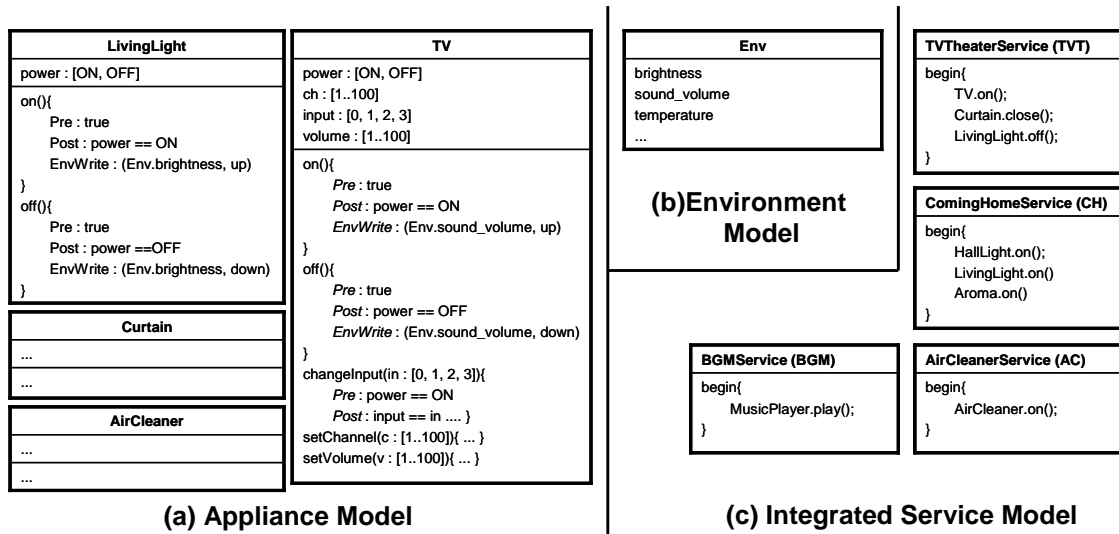 LivingLight
power : [ON, OFF]
on(){
Pre : true
Post : power == ON
EnvWrite : (Env.brightness, up)
}
off(){
Pre : true
Post : power ==OFF
EnvWrite : (Env.brightness, down)
}
Curtain
...
...
AirCleaner
...
...
TV
power : [ON, OFF]
ch : [1..100]
input : [0, 1, 2, 3]
volume : [1..100]
on(){
Pre : true
Post : power == ON
EnvWrite : (Env.sound_volume, up)
}
off(){
Pre : true
Post : power == OFF
EnvWrite : (Env.sound_volume, down)
}
changeInput(in : [0, 1, 2, 3]){
Pre : power == ON
Post : input == in .... }
setChannel(c : [1..100]){ ... }
setVolume(v : [1..100]){ ... }
(a) Appliance Model
Env
brightness
sound_volume
temperature
...
(b)Environment
Model
TVTheaterService (TVT)
begin{
TV.on();
Curtain.close();
LivingLight.off();
}
ComingHomeService (CH)
begin{
HallLight.on();
LivingLight.on()
Aroma.on()
}
BGMService (BGM)
begin{
MusicPlayer.play();
}
AirCleanerService (AC)
begin{
AirCleaner.on();
}
(c) Integrated Service Model